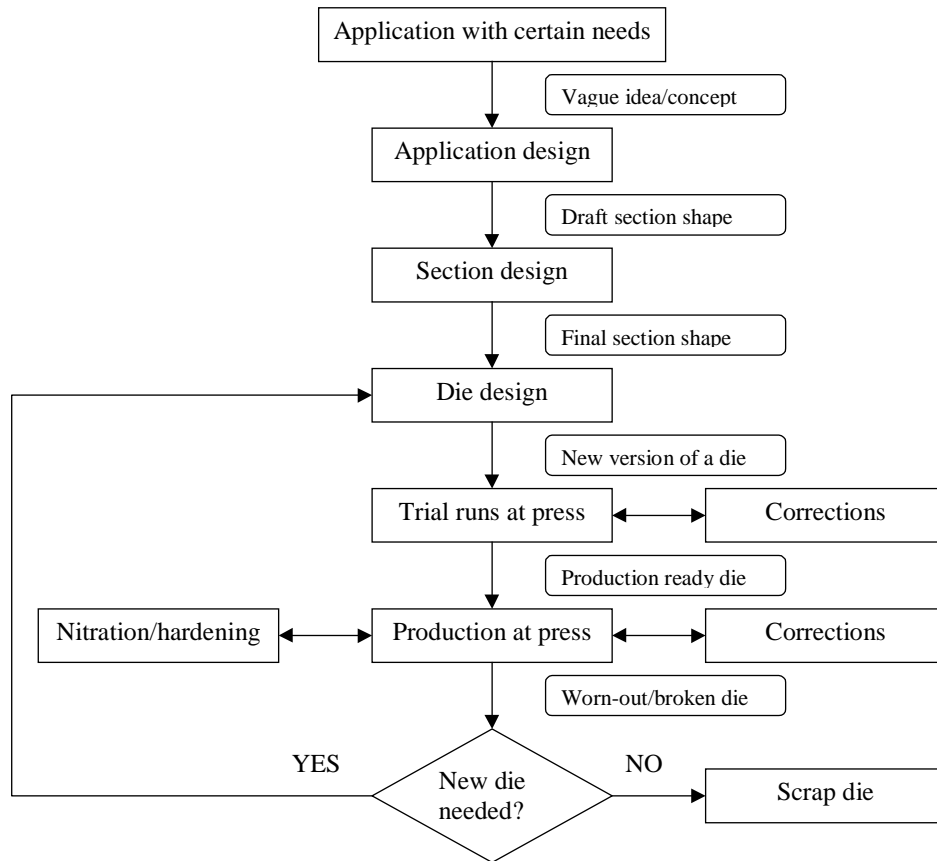 Application with certain needs
Vague idea/concept
Application design
Draft section shape
Section design
Final section shape
Die design
New version of a die
Trial runs at press
Corrections
Production ready die
Nitration/hardening
Production at press
Corrections
Worn-out/broken die
YES
New die
needed?
NO
Scrap die